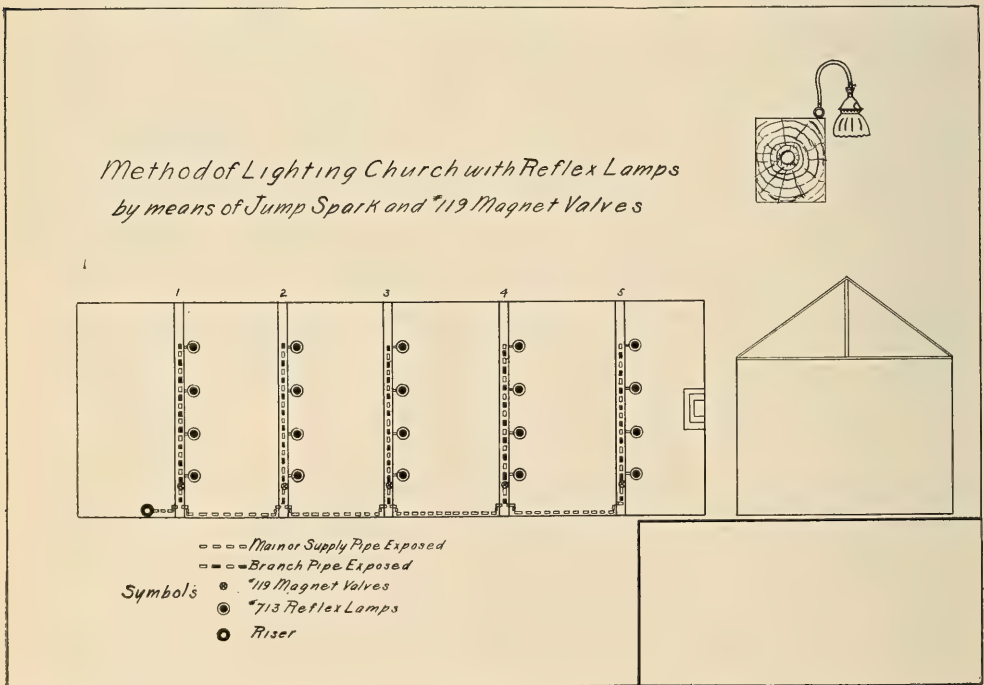 Method of Lighting Church with Reflex Lamps
by means of Jump Spark and #119 Magnet Valves
1 2 3 4 5
Main or Supply Pipe Exposed
Branch Pipe Exposed
Symbols
#119 Magnet Valves
#713 Reflex Lamps
Riser